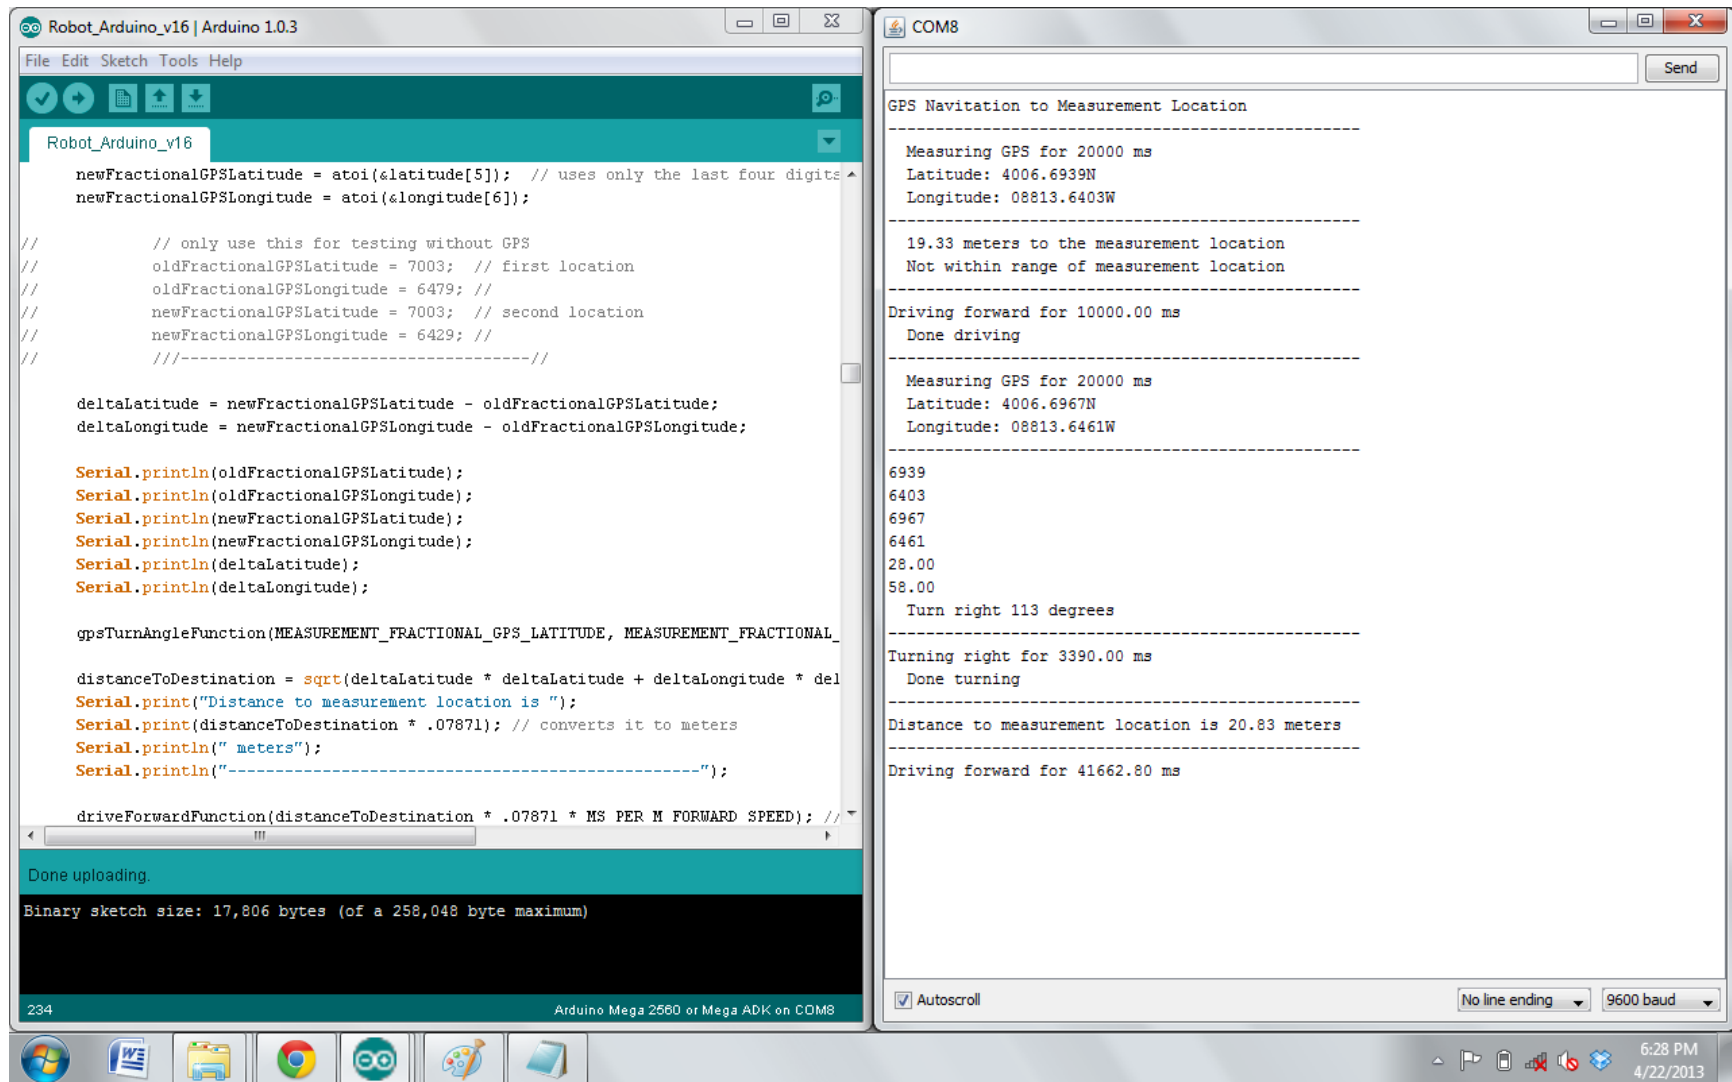 Robot_Arduino_v16 | Arduino 1.0.3
File Edit Sketch Tools Help
Robot_Arduino_v16
newFractionalGPSLatitude = atoi(&latitude[5]);  // uses only the last four digits
newFractionalGPSLongitude = atoi(&longitude[6]);
//            // only use this for testing without GPS
//            oldFractionalGPSLatitude = 7003;  // first location
//            oldFractionalGPSLongitude = 6479; //
//            newFractionalGPSLatitude = 7003;  // second location
//            newFractionalGPSLongitude = 6429; //
//            ///-------------------------------------//
deltaLatitude = newFractionalGPSLatitude - oldFractionalGPSLatitude;
deltaLongitude = newFractionalGPSLongitude - oldFractionalGPSLongitude;
Serial.println(oldFractionalGPSLatitude);
Serial.println(oldFractionalGPSLongitude);
Serial.println(newFractionalGPSLatitude);
Serial.println(newFractionalGPSLongitude);
Serial.println(deltaLatitude);
Serial.println(deltaLongitude);
gpsTurnAngleFunction(MEASUREMENT_FRACTIONAL_GPS_LATITUDE, MEASUREMENT_FRACTIONAL_
distanceToDestination = sqrt(deltaLatitude * deltaLatitude + deltaLongitude * del
Serial.print("Distance to measurement location is ");
Serial.print(distanceToDestination * .07871); // converts it to meters
Serial.println(" meters");
Serial.println("--------------------------------------------------");
driveForwardFunction(distanceToDestination * .07871 * MS_PER_M_FORWARD_SPEED); //
Done uploading.
Binary sketch size: 17,806 bytes (of a 258,048 byte maximum)
234
Arduino Mega 2560 or Mega ADK on COM8
COM8
Send
GPS Navitation to Measurement Location
--------------------------------------------------
Measuring GPS for 20000 ms
Latitude: 4006.6939N
Longitude: 08813.6403W
--------------------------------------------------
19.33 meters to the measurement location
Not within range of measurement location
--------------------------------------------------
Driving forward for 10000.00 ms
Done driving
--------------------------------------------------
Measuring GPS for 20000 ms
Latitude: 4006.6967N
Longitude: 08813.6461W
--------------------------------------------------
6939
6403
6967
6461
28.00
58.00
Turn right 113 degrees
--------------------------------------------------
Turning right for 3390.00 ms
Done turning
--------------------------------------------------
Distance to measurement location is 20.83 meters
--------------------------------------------------
Driving forward for 41662.80 ms
Autoscroll
No line ending
9600 baud
6:28 PM
4/22/2013